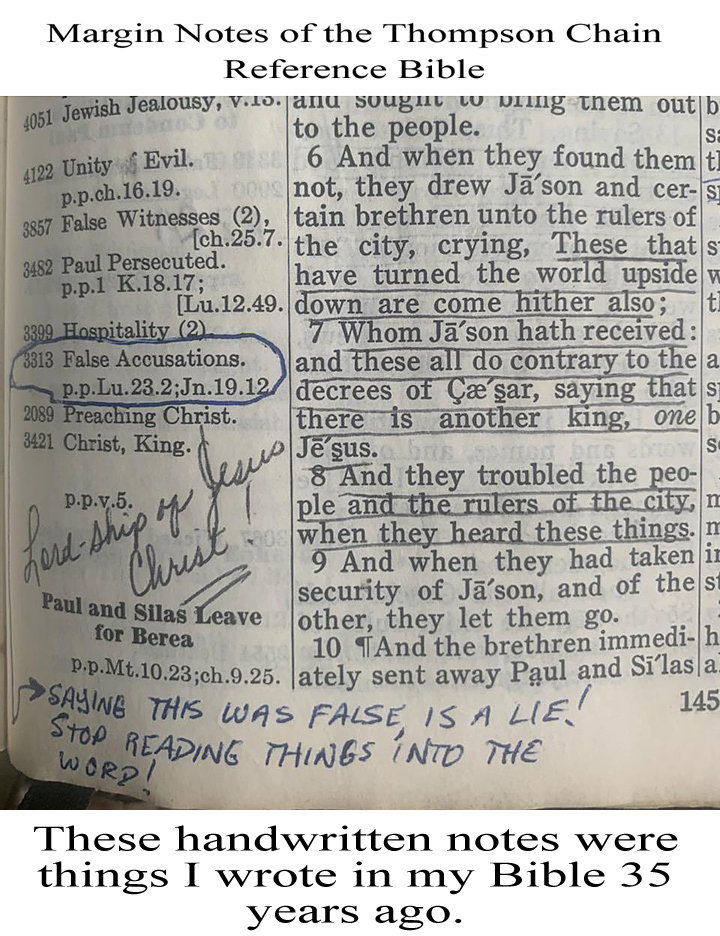 Margin Notes of the Thompson Chain
Reference Bible
4051 Jewish Jealousy, v.13.
4122 Unity of Evil.
p.p.ch.16.19.
3857 False Witnesses (2),
[ch.25.7.
3482 Paul Persecuted.
p.p.1 K.18.17;
[Lu.12.49.
3399 Hospitality (2)
3313 False Accusations.
p.p.Lu.23.2;Jn.19.12.
2089 Preaching Christ.
3421 Christ, King.
p.p.v.5.
Lord-ship of Jesus
Christ!
Paul and Silas Leave
for Berea
p.p.Mt.10.23;ch.9.25.
and sought to bring them out
to the people.
6 And when they found them
not, they drew Jā´son and cer-
tain brethren unto the rulers of
the city, crying, These that
have turned the world upside
down are come hither also;
7 Whom Jā´son hath received:
and these all do contrary to the
decrees of Çæ´şar, saying that
there is another king, one
Jē´şus.
8 And they troubled the peo-
ple and the rulers of the city,
when they heard these things.
9 And when they had taken
security of Jā´son, and of the
other, they let them go.
10 ¶And the brethren immedi-
ately sent away Pạul and Sī´las
145
SAYING THIS WAS FALSE, IS A LIE!
STOP READING THINGS INTO THE
WORD!
These handwritten notes were
things I wrote in my Bible 35
years ago.